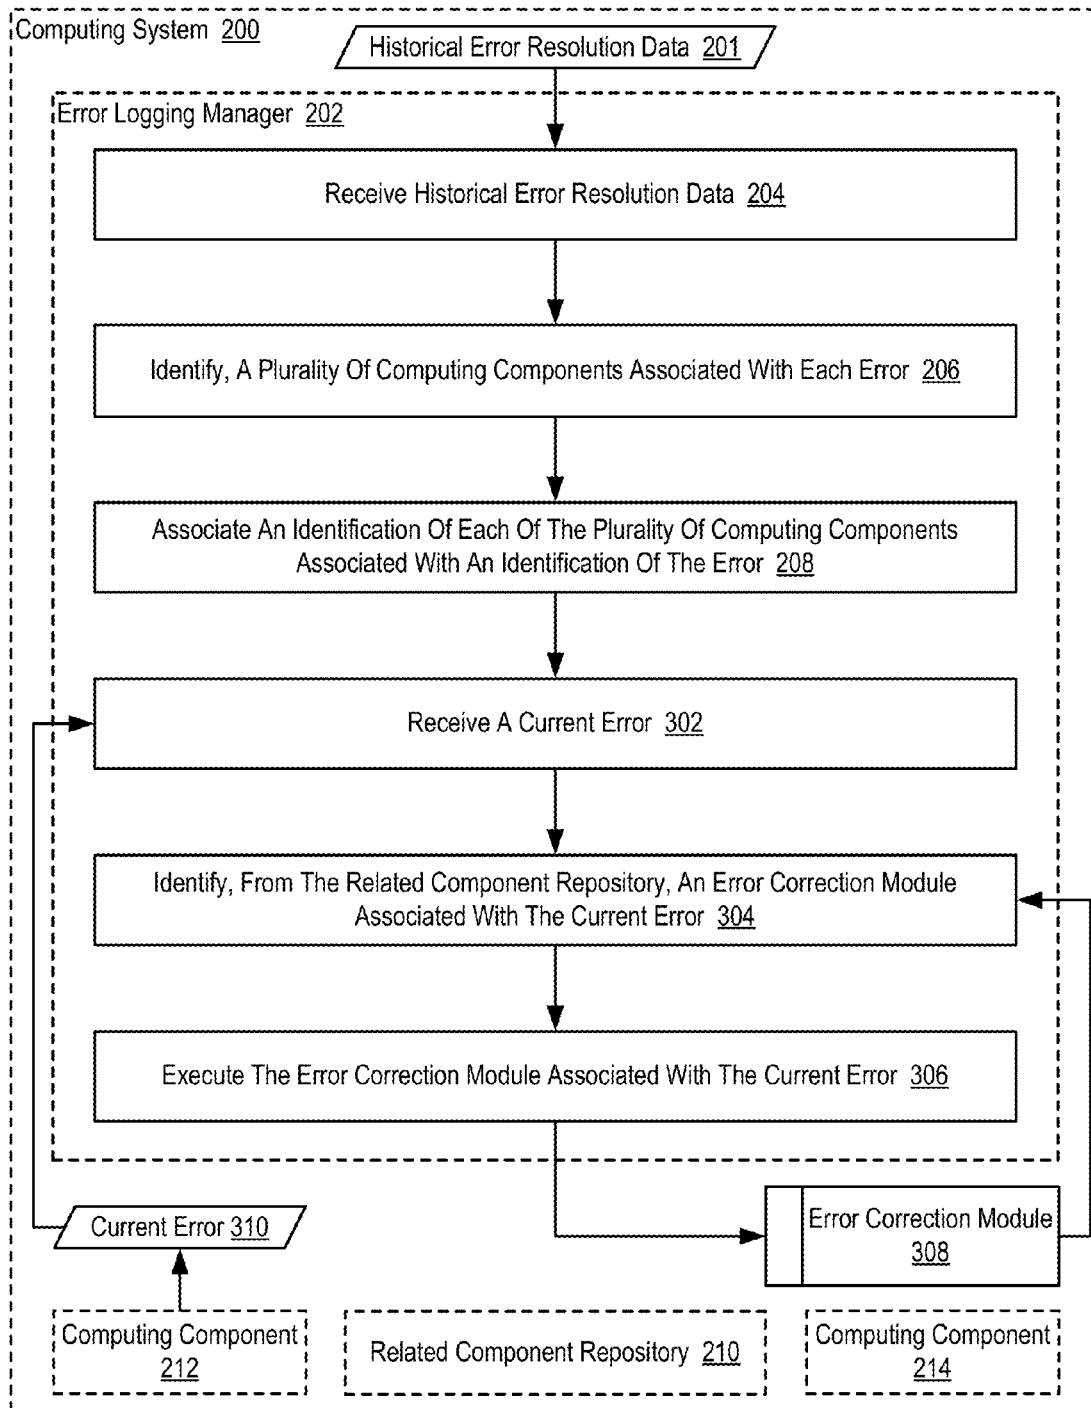 Computing System 200
Historical Error Resolution Data 201
Error Logging Manager 202
Receive Historical Error Resolution Data 204
Identify, A Plurality Of Computing Components Associated With Each Error 206
Associate An Identification Of Each Of The Plurality Of Computing Components
Associated With An Identification Of The Error 208
Receive A Current Error 302
Identify, From The Related Component Repository, An Error Correction Module
Associated With The Current Error 304
Execute The Error Correction Module Associated With The Current Error 306
Current Error 310
Error Correction Module
308
Computing Component
212
Related Component Repository 210
Computing Component
214